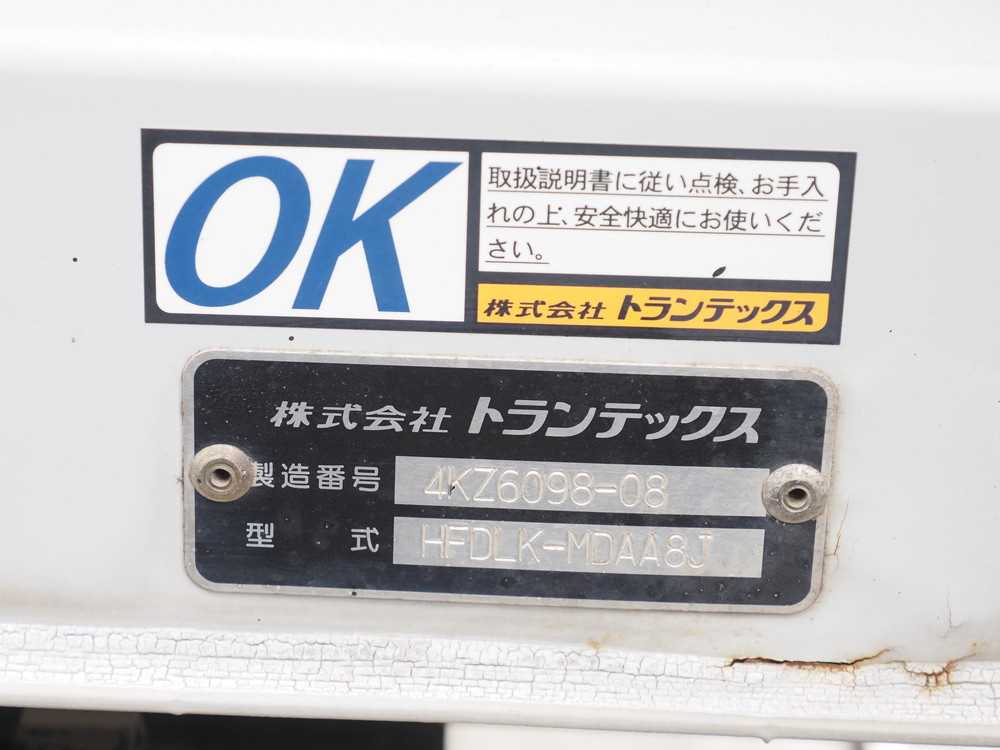 OK
取扱説明書に従い点検、お手入
れの上、安全快適にお使いくだ
さい。
株式会社 トランテックス
株式会社 トランテックス
製造番号 4KZ6098-08
型 式 HFDLK-MDAA8J